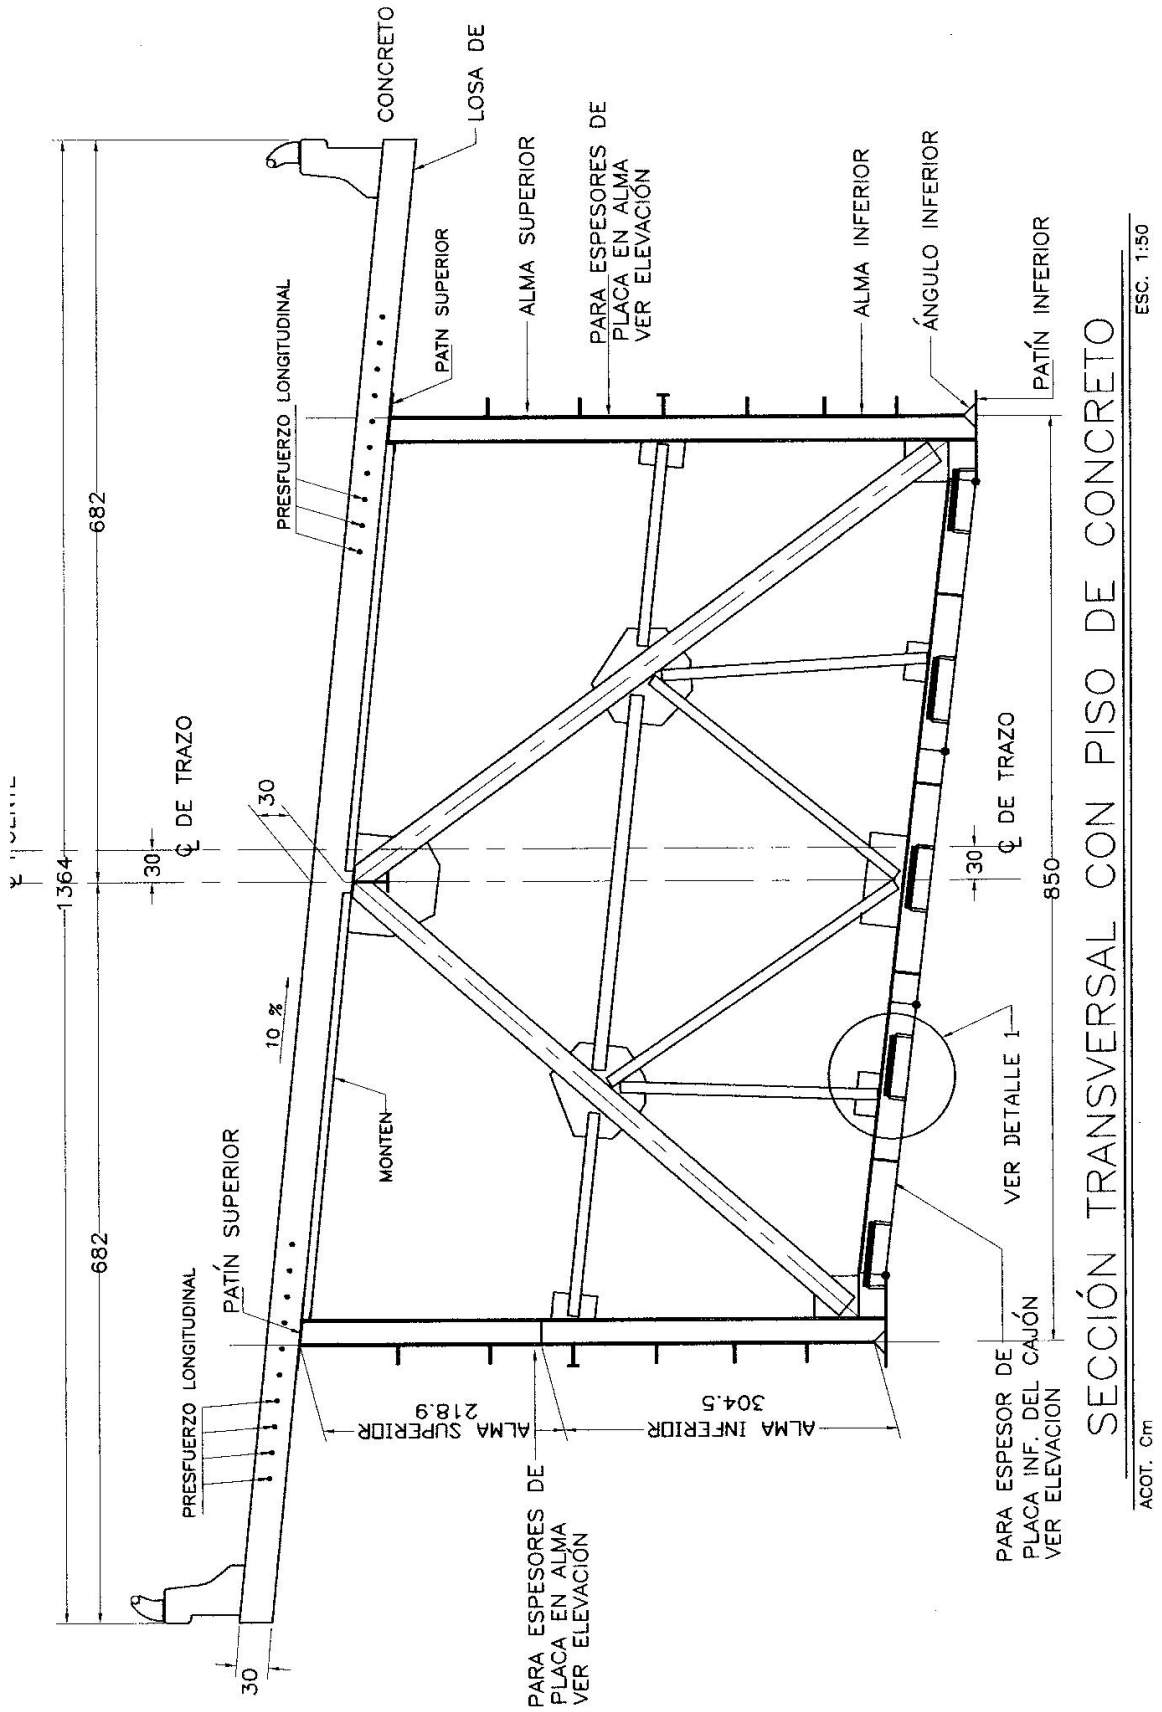 1364
682
682
30
30
℄ DE TRAZO
30
10 %
PRESFUERZO LONGITUDINAL
PATÍN SUPERIOR
MONTEN
PRESFUERZO LONGITUDINAL
CONCRETO
LOSA DE
PATN SUPERIOR
ALMA SUPERIOR
PARA ESPESORES DE
PLACA EN ALMA
VER ELEVACIÓN
ALMA INFERIOR
ÁNGULO INFERIOR
PATÍN INFERIOR
ALMA SUPERIOR
218.9
ALMA INFERIOR
304.5
PARA ESPESORES DE
PLACA EN ALMA
VER ELEVACIÓN
PARA ESPESOR DE
PLACA INF. DEL CAJÓN
VER ELEVACION
VER DETALLE 1
30
℄ DE TRAZO
850
SECCIÓN TRANSVERSAL CON PISO DE CONCRETO
ACOT. Cm
ESC. 1:50